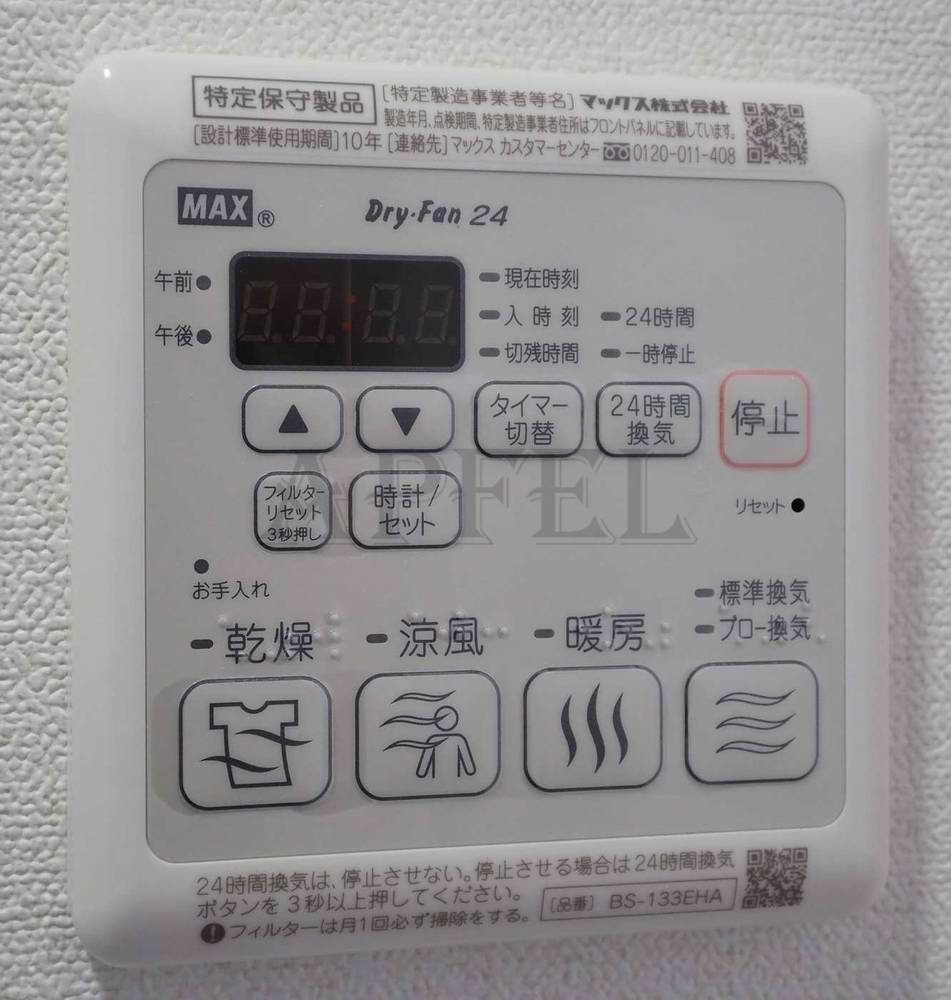 特定保守製品
[特定製造事業者等名] マックス株式会社
製造年月、点検期間、特定製造事業者住所はフロントパネルに記載しています。
[設計標準使用期間] 10年 [連絡先] マックス カスタマーセンター 0120-011-408
MAX® Dry・Fan 24
午前
午後
88:88
現在時刻
入時刻 24時間
切残時間 一時停止
▲ ▼
タイマー
切替
24時間
換気
停止
フィルター
リセット
3秒押し
時計/
セット
リセット
APFEL
お手入れ
乾燥 涼風 暖房
標準換気
プロー換気
24時間換気は、停止させない。停止させる場合は24時間換気
ボタンを3秒以上押してください。
フィルターは月1回必ず掃除をする。
[品番] BS-133EHA